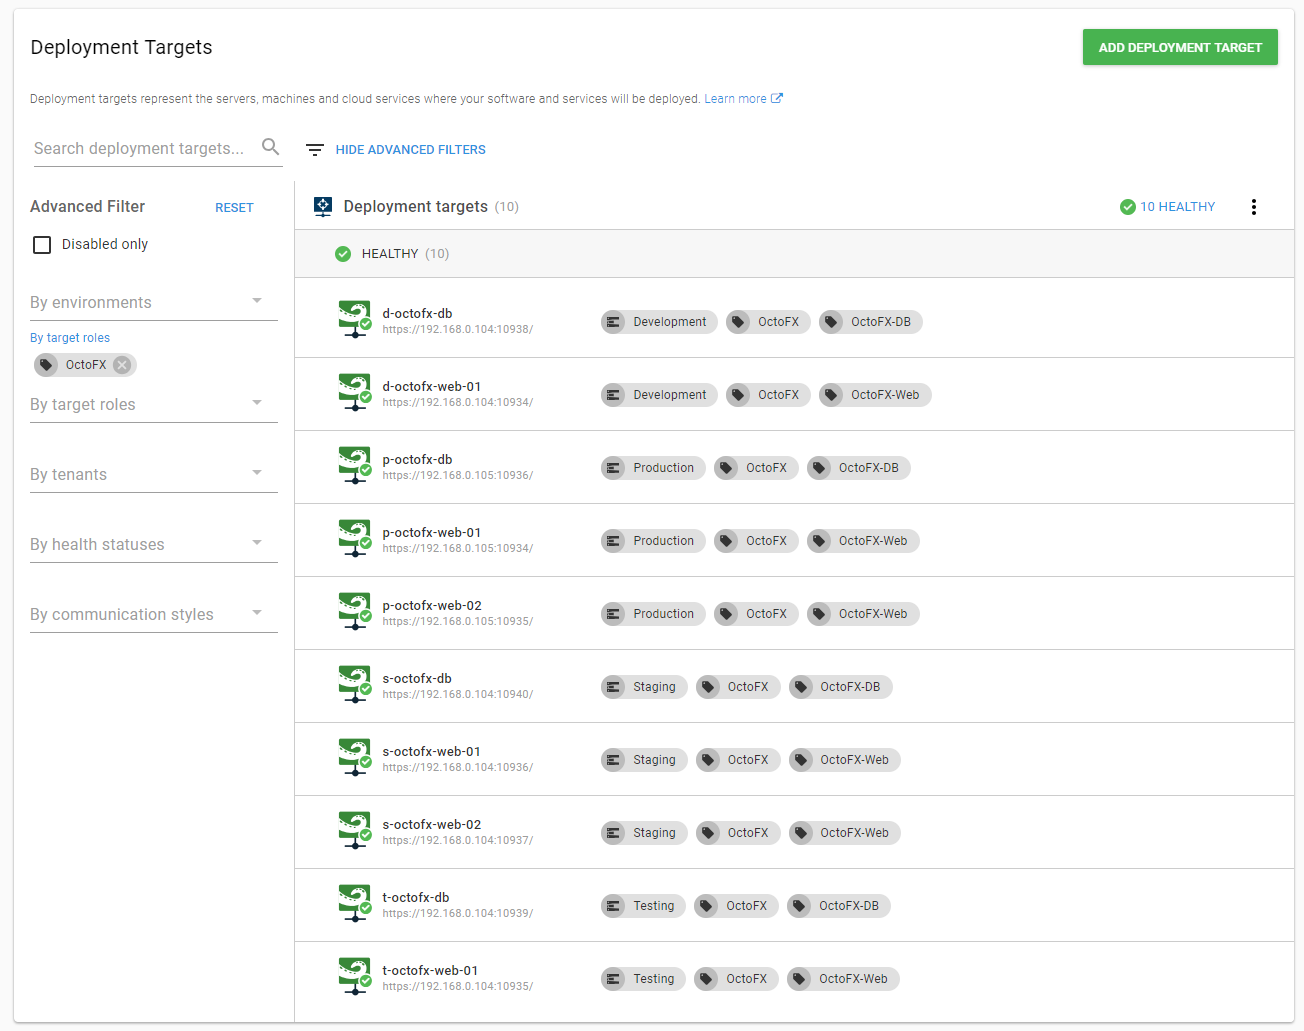 Deployment Targets
ADD DEPLOYMENT TARGET
Deployment targets represent the servers, machines and cloud services where your software and services will be deployed. Learn more
Search deployment targets...
HIDE ADVANCED FILTERS
Advanced Filter
RESET
Disabled only
By environments
By target roles
OctoFX
By target roles
By tenants
By health statuses
By communication styles
Deployment targets (10)
10 HEALTHY
HEALTHY (10)
d-octofx-db
https://192.168.0.104:10938/
Development OctoFX OctoFX-DB
d-octofx-web-01
https://192.168.0.104:10934/
Development OctoFX OctoFX-Web
p-octofx-db
https://192.168.0.105:10936/
Production OctoFX OctoFX-DB
p-octofx-web-01
https://192.168.0.105:10934/
Production OctoFX OctoFX-Web
p-octofx-web-02
https://192.168.0.105:10935/
Production OctoFX OctoFX-Web
s-octofx-db
https://192.168.0.104:10940/
Staging OctoFX OctoFX-DB
s-octofx-web-01
https://192.168.0.104:10936/
Staging OctoFX OctoFX-Web
s-octofx-web-02
https://192.168.0.104:10937/
Staging OctoFX OctoFX-Web
t-octofx-db
https://192.168.0.104:10939/
Testing OctoFX OctoFX-DB
t-octofx-web-01
https://192.168.0.104:10935/
Testing OctoFX OctoFX-Web